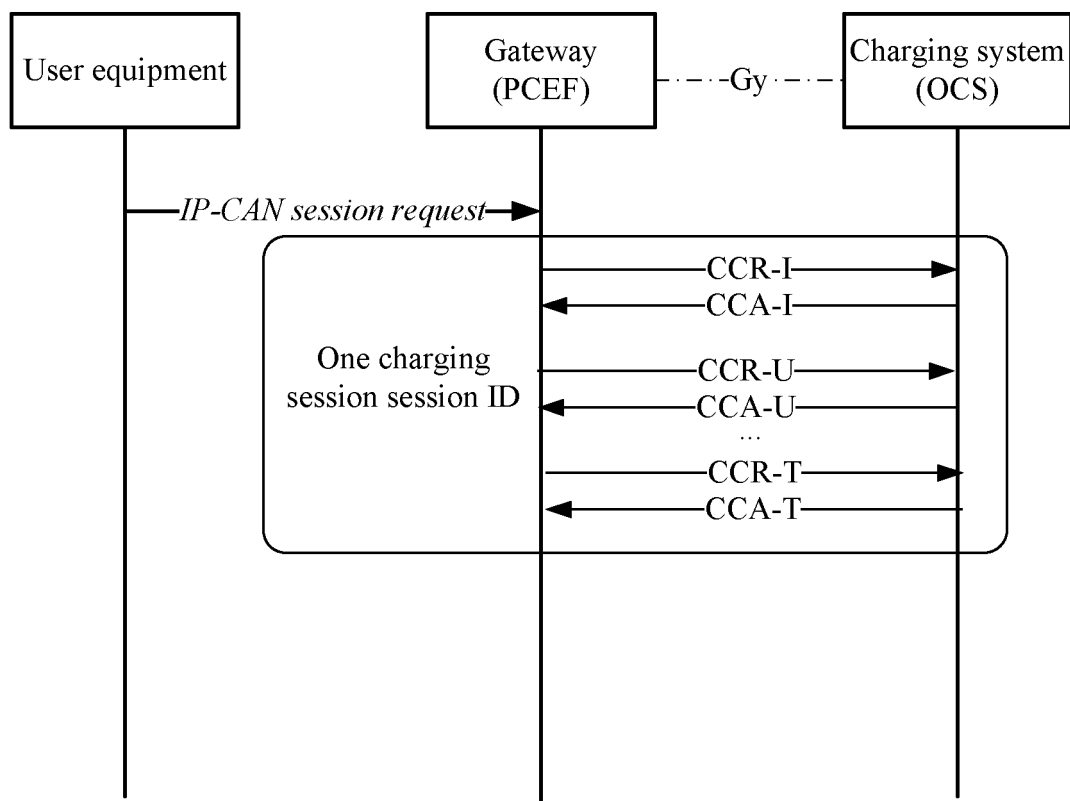 User equipment
Gateway
(PCEF)
Gy
Charging system
(OCS)
IP-CAN session request
CCR-I
CCA-I
One charging
session session ID
CCR-U
CCA-U
...
CCR-T
CCA-T